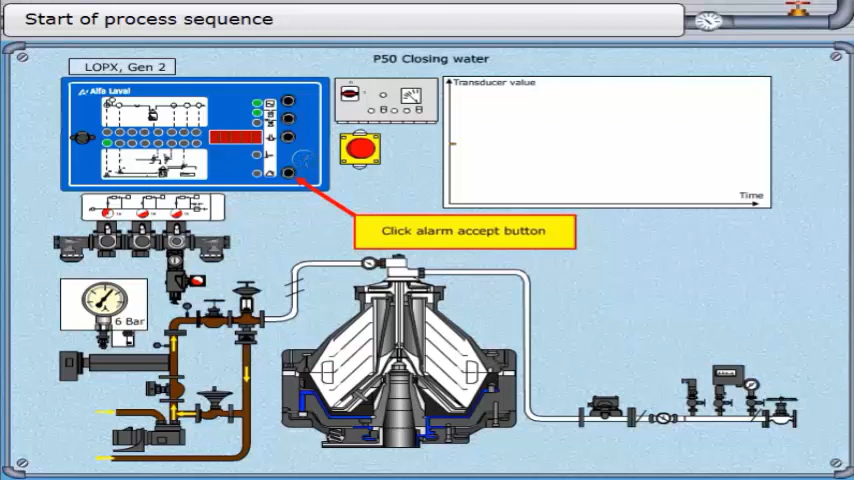 Start of process sequence
P50 Closing water
LOPX, Gen 2
Alfa Laval
Transducer value
Time
Click alarm accept button
6 Bar